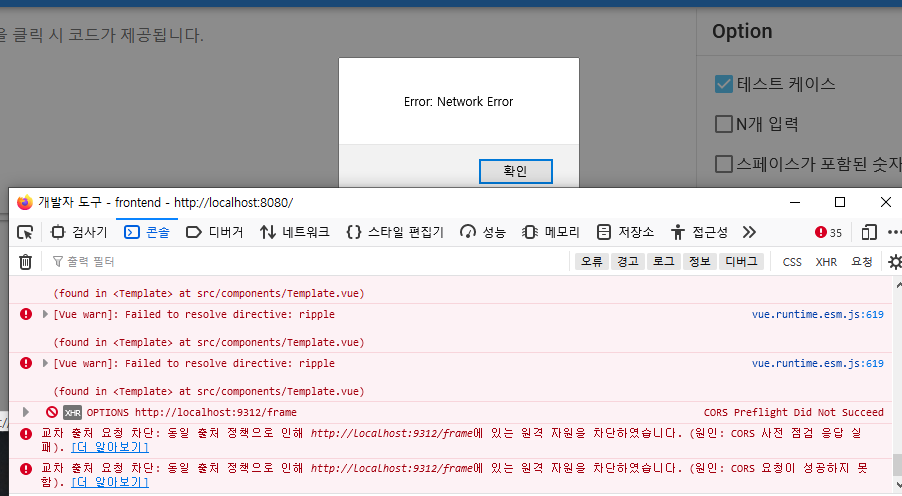 을 클릭 시 코드가 제공됩니다.
Option
테스트 케이스
N개 입력
스페이스가 포함된 숫자
Error: Network Error
확인
개발자 도구 - frontend - http://localhost:8080/
검사기 콘솔 디버거 네트워크 스타일 편집기 성능 메모리 저장소 접근성 35
출력 필터 오류 경고 로그 정보 디버그 CSS XHR 요청
(found in <Template> at src/components/Template.vue)
[Vue warn]: Failed to resolve directive: ripple vue.runtime.esm.js:619
(found in <Template> at src/components/Template.vue)
[Vue warn]: Failed to resolve directive: ripple vue.runtime.esm.js:619
(found in <Template> at src/components/Template.vue)
XHR OPTIONS http://localhost:9312/frame CORS Preflight Did Not Succeed
교차 출처 요청 차단: 동일 출처 정책으로 인해 http://localhost:9312/frame에 있는 원격 자원을 차단하였습니다. (원인: CORS 사전 점검 응답 실
패). [더 알아보기]
교차 출처 요청 차단: 동일 출처 정책으로 인해 http://localhost:9312/frame에 있는 원격 자원을 차단하였습니다. (원인: CORS 요청이 성공하지 못
함). [더 알아보기]